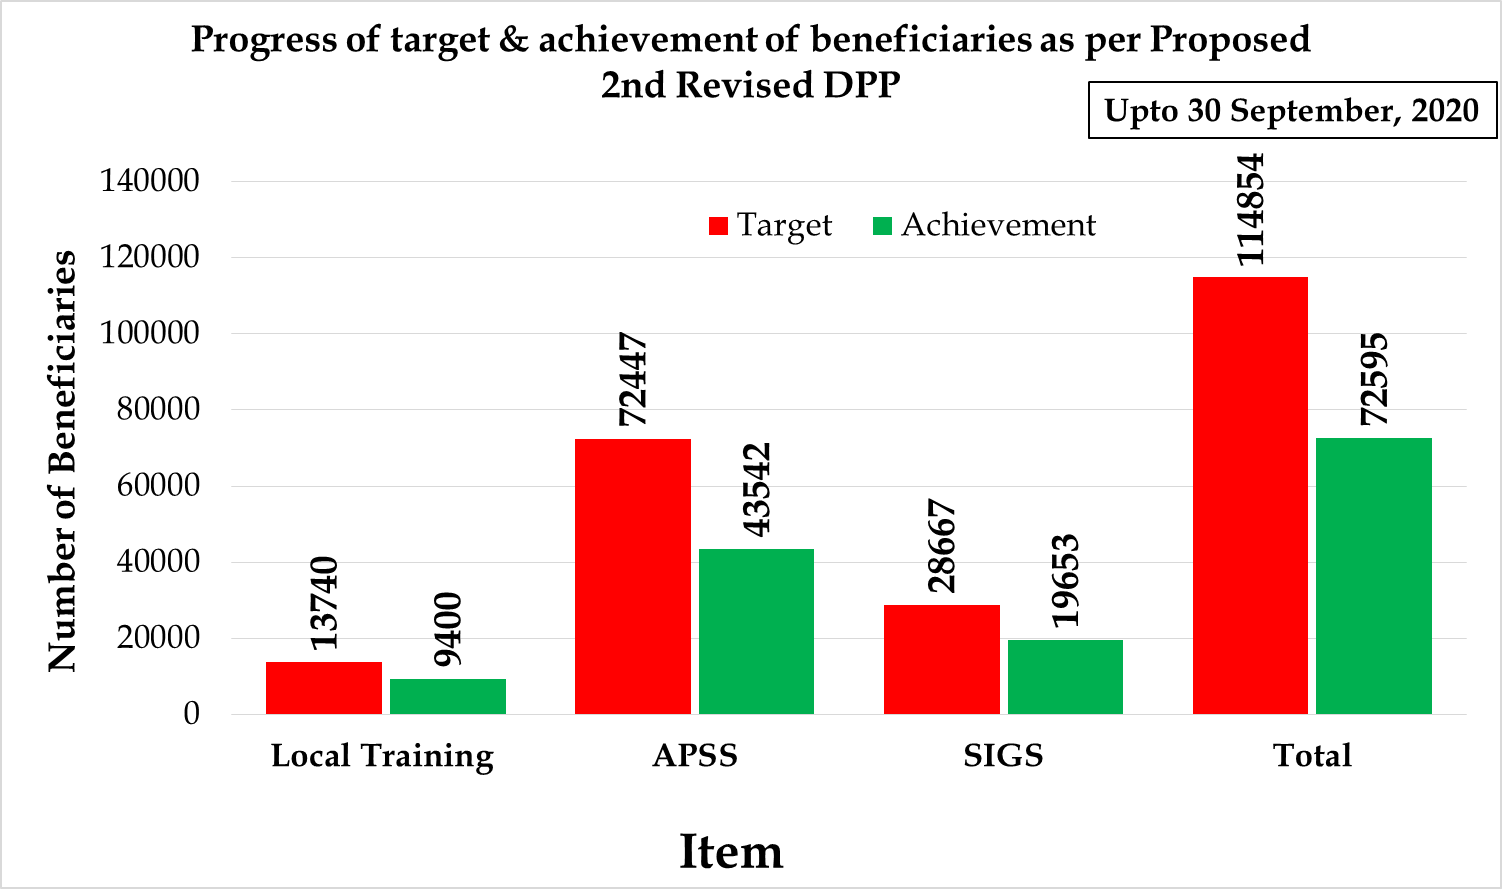 Progress of target & achievement of beneficiaries as per Proposed
2nd Revised DPP
Upto 30 September, 2020
Target
Achievement
Number of Beneficiaries
140000
120000
100000
80000
60000
40000
20000
0
13740
9400
72447
43542
28667
19653
114854
72595
Local Training
APSS
SIGS
Total
Item